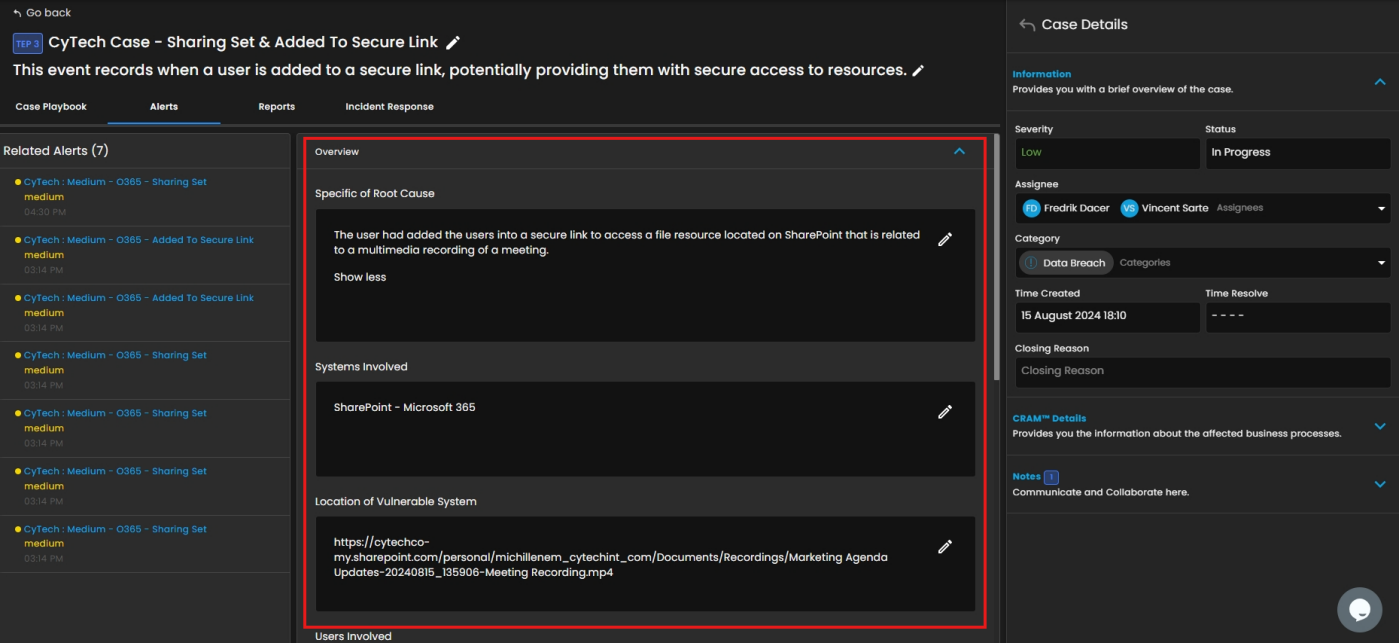 Go back
TEP 3 CyTech Case - Sharing Set & Added To Secure Link
This event records when a user is added to a secure link, potentially providing them with secure access to resources.
Case Playbook
Alerts
Reports
Incident Response
Related Alerts (7)
CyTech : Medium - O365 - Sharing Set
medium
04:30 PM
CyTech : Medium - O365 - Added To Secure Link
medium
03:14 PM
CyTech : Medium - O365 - Added To Secure Link
medium
03:14 PM
CyTech : Medium - O365 - Sharing Set
medium
03:14 PM
CyTech : Medium - O365 - Sharing Set
medium
03:14 PM
CyTech : Medium - O365 - Sharing Set
medium
03:14 PM
CyTech : Medium - O365 - Sharing Set
medium
03:14 PM
Overview
Specific of Root Cause
The user had added the users into a secure link to access a file resource located on SharePoint that is related
to a multimedia recording of a meeting.
Show less
Systems Involved
SharePoint - Microsoft 365
Location of Vulnerable System
https://cytechco-
my.sharepoint.com/personal/michillenem_cytechint_com/Documents/Recordings/Marketing Agenda
Updates-20240815_135906-Meeting Recording.mp4
Users Involved
Case Details
Information
Provides you with a brief overview of the case.
Severity
Status
Low
In Progress
Assignee
FD Fredrik Dacer VS Vincent Sarte Assignees
Category
Data Breach Categories
Time Created
Time Resolve
15 August 2024 18:10
- - - -
Closing Reason
Closing Reason
CRAM™ Details
Provides you the information about the affected business processes.
Notes 1
Communicate and Collaborate here.